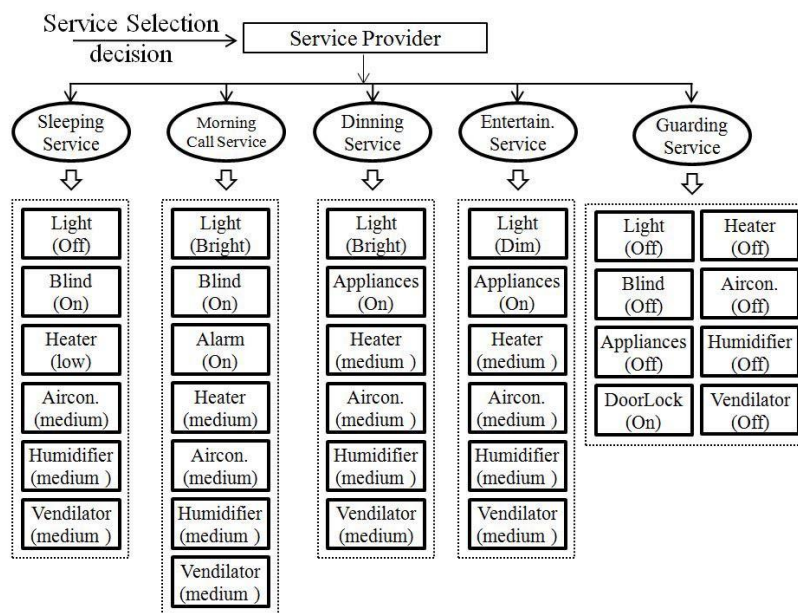 Service Selection
decision
Service Provider
Sleeping
Service
Morning
Call Service
Dinning
Service
Entertain.
Service
Guarding
Service
Light
(Off)
Blind
(On)
Heater
(low)
Aircon.
(medium)
Humidifier
(medium )
Vendilator
(medium )
Light
(Bright)
Blind
(On)
Alarm
(On)
Heater
(medium)
Aircon.
(medium)
Humidifier
(medium )
Vendilator
(medium )
Light
(Bright)
Appliances
(On)
Heater
(medium )
Aircon.
(medium )
Humidifier
(medium )
Vendilator
(medium)
Light
(Dim)
Appliances
(On)
Heater
(medium )
Aircon.
(medium )
Humidifier
(medium )
Vendilator
(medium )
Light
(Off)
Blind
(Off)
Appliances
(Off)
DoorLock
(On)
Heater
(Off)
Aircon.
(Off)
Humidifier
(Off)
Vendilator
(Off)